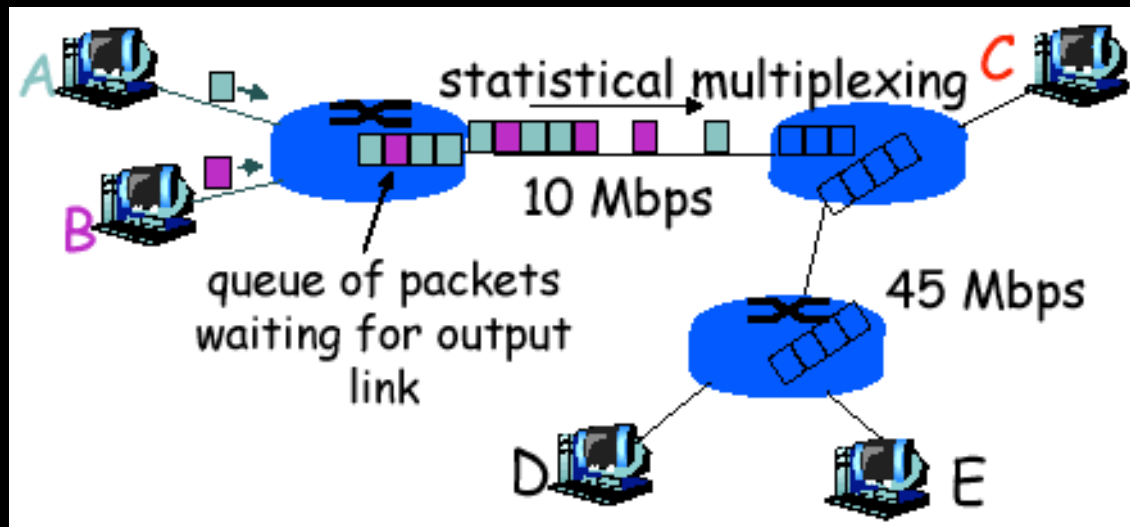 A
C
statistical multiplexing
B
10 Mbps
queue of packets
waiting for output
link
45 Mbps
D
E